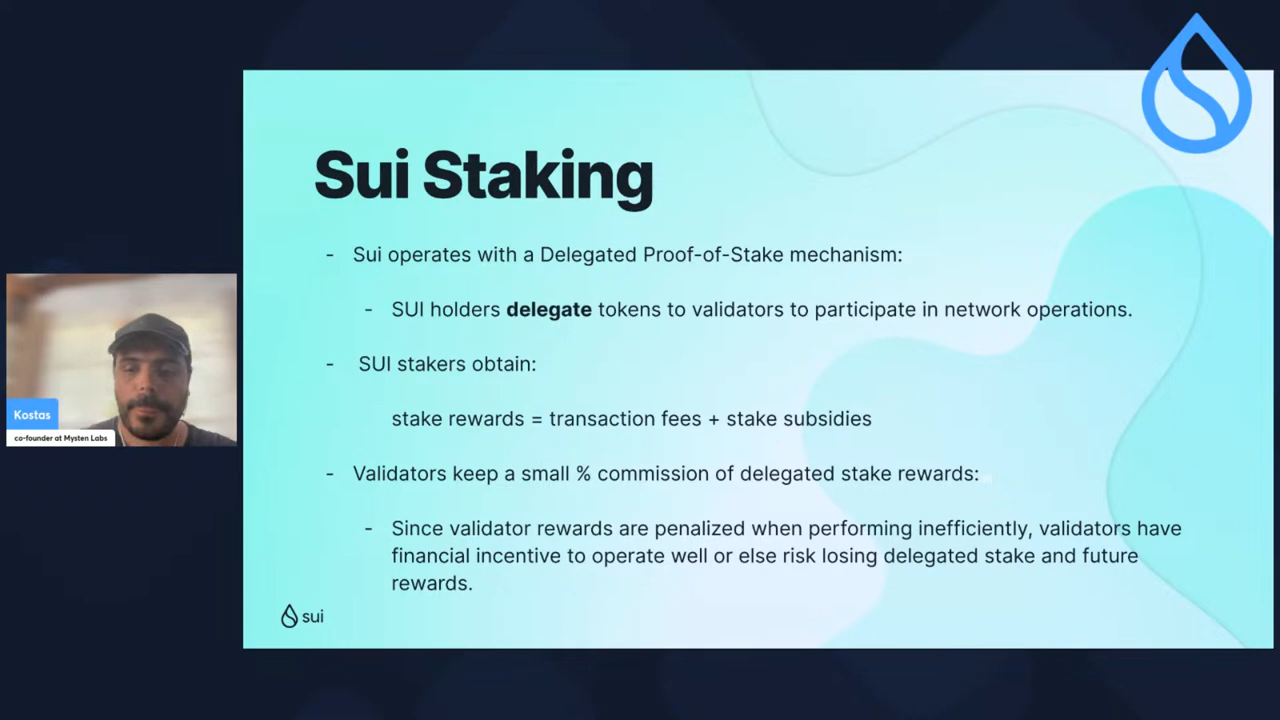 Sui Staking
- Sui operates with a Delegated Proof-of-Stake mechanism:
- SUI holders delegate tokens to validators to participate in network operations.
- SUI stakers obtain:
stake rewards = transaction fees + stake subsidies
- Validators keep a small % commission of delegated stake rewards:
- Since validator rewards are penalized when performing inefficiently, validators have
financial incentive to operate well or else risk losing delegated stake and future
rewards.
sui
Kostas
co-founder at Mysten Labs